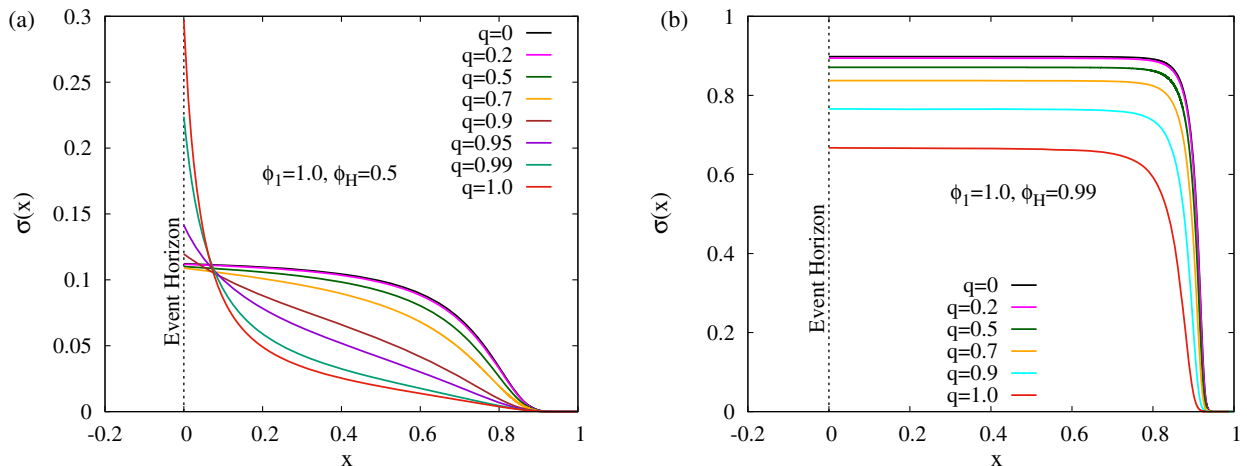 (a)
0.3
0.25
0.2
0.15
0.1
0.05
0
σ(x)
-0.2
0
0.2
0.4
0.6
0.8
1
x
Event Horizon
ϕ₁=1.0, ϕ_H=0.5
q=0
q=0.2
q=0.5
q=0.7
q=0.9
q=0.95
q=0.99
q=1.0
(b)
1
0.8
0.6
0.4
0.2
0
σ(x)
-0.2
0
0.2
0.4
0.6
0.8
1
x
Event Horizon
ϕ₁=1.0, ϕ_H=0.99
q=0
q=0.2
q=0.5
q=0.7
q=0.9
q=1.0